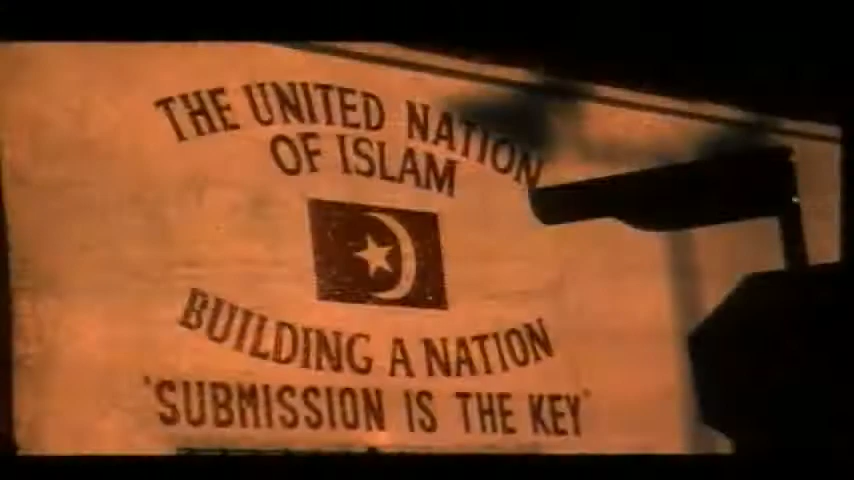 THE UNITED NATION
OF ISLAM
BUILDING A NATION
'SUBMISSION IS THE KEY'